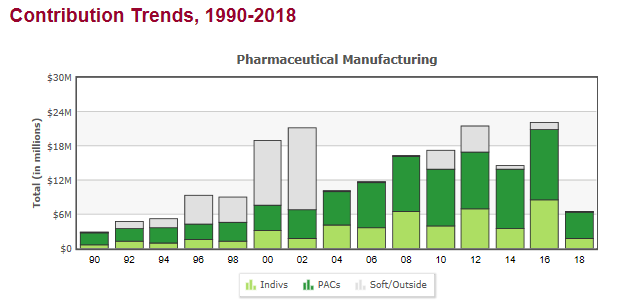 Contribution Trends, 1990-2018
Pharmaceutical Manufacturing
$30M
$24M
$18M
$12M
$6M
$0
Total (in millions)
90 92 94 96 98 00 02 04 06 08 10 12 14 16 18
Indivs PACs Soft/Outside